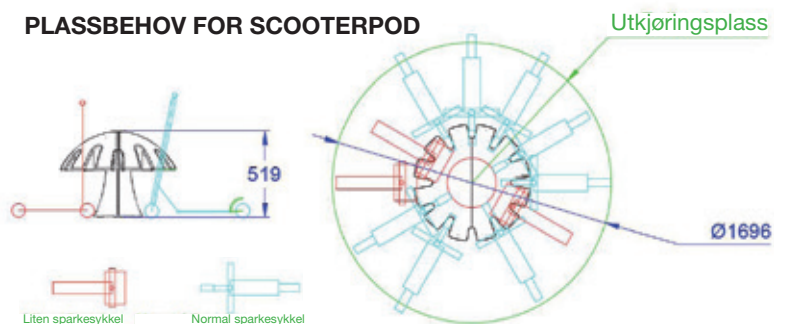 PLASSBEHOV FOR SCOOTERPOD
Utkjøringsplass
519
Ø1696
Liten sparkesykkel
Normal sparkesykkel